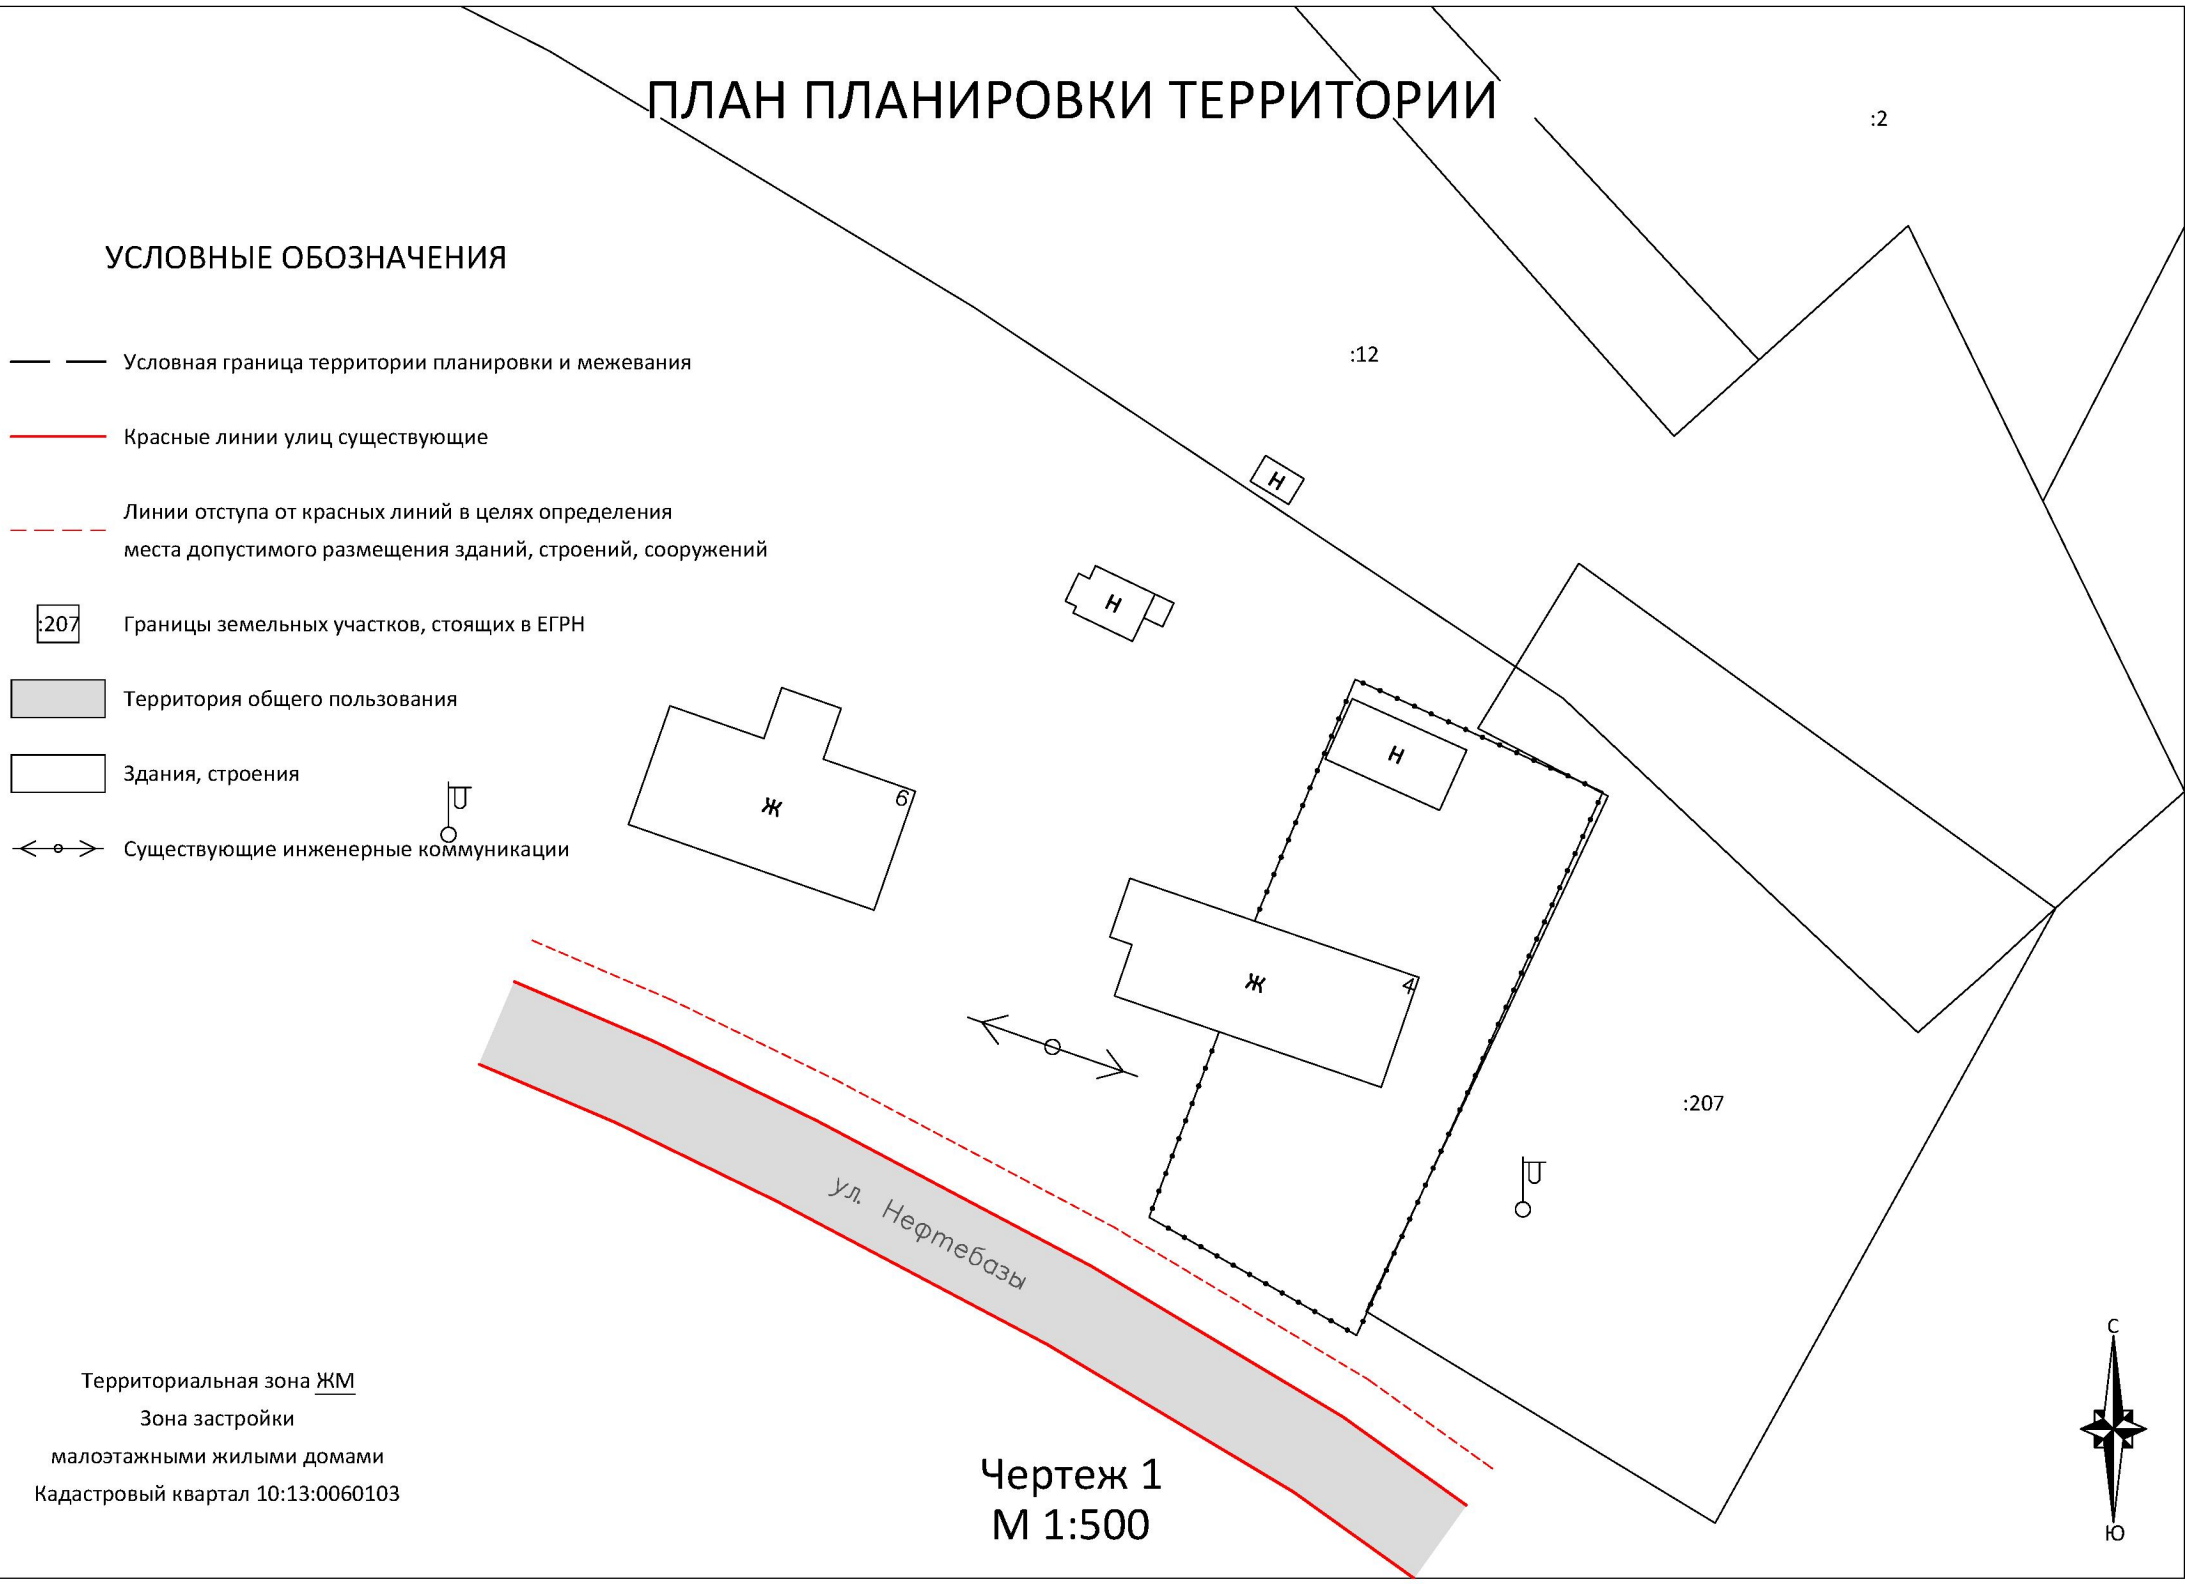 ПЛАН ПЛАНИРОВКИ ТЕРРИТОРИИ
:2
УСЛОВНЫЕ ОБОЗНАЧЕНИЯ
Условная граница территории планировки и межевания
:12
Красные линии улиц существующие
Линии отступа от красных линий в целях определения
места допустимого размещения зданий, строений, сооружений
:207
Границы земельных участков, стоящих в ЕГРН
Территория общего пользования
Здания, строения
Существующие инженерные коммуникации
Н
Н
Н
Ж
6
Ж
4
:207
ул. Нефтебазы
Территориальная зона ЖМ
Зона застройки
малоэтажными жилыми домами
Кадастровый квартал 10:13:0060103
Чертеж 1
М 1:500
С
Ю